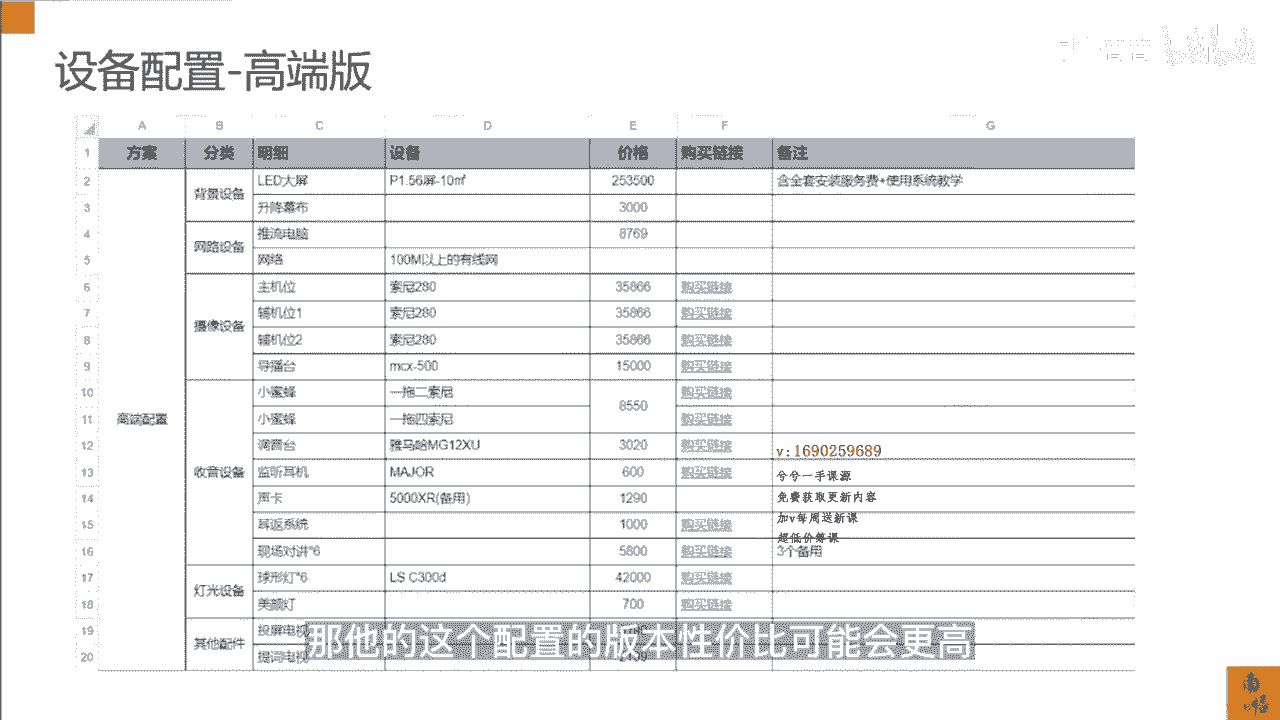 设备配置-高端版
A B C D E F G
1 方案 分类 明细 设备 价格 购买链接 备注
2 背景设备 LED大屏 P1.56屏-10㎡ 253500 含全套安装服务费+使用系统教学
3 升降幕布 3000
4 网路设备 推流电脑 8769
5 网络 100M以上的有线网
6 摄像设备 主机位 索尼280 35866 购买链接
7 辅机位1 索尼280 35866 购买链接
8 辅机位2 索尼280 35866 购买链接
9 导播台 mcx-500 15000 购买链接
10 小蜜蜂 一拖二索尼 8550 购买链接
11 高端配置 小蜜蜂 一拖四索尼 购买链接
12 调音台 雅马哈MG12XU 3020 购买链接
v:1690259689
13 收音设备 监听耳机 MAJOR 600 购买链接
兮兮一手课源
14 声卡 5000XR(备用) 1290
免费获取更新内容
15 耳返系统 1000 购买链接
加v每周送新课
超低价筹课
16 现场对讲*6 5800 购买链接 3个备用
17 灯光设备 球形灯*6 LS C300d 42000 购买链接
18 美颜灯 700 购买链接
19 其他配件 投屏电视
20 提词电视
那他的这个配置的版本性价比可能会更高